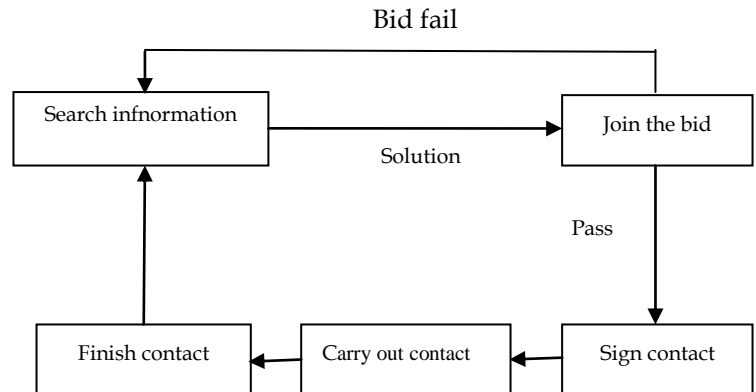 Bid fail
Search infnormation
Join the bid
Solution
Pass
Finish contact
Carry out contact
Sign contact